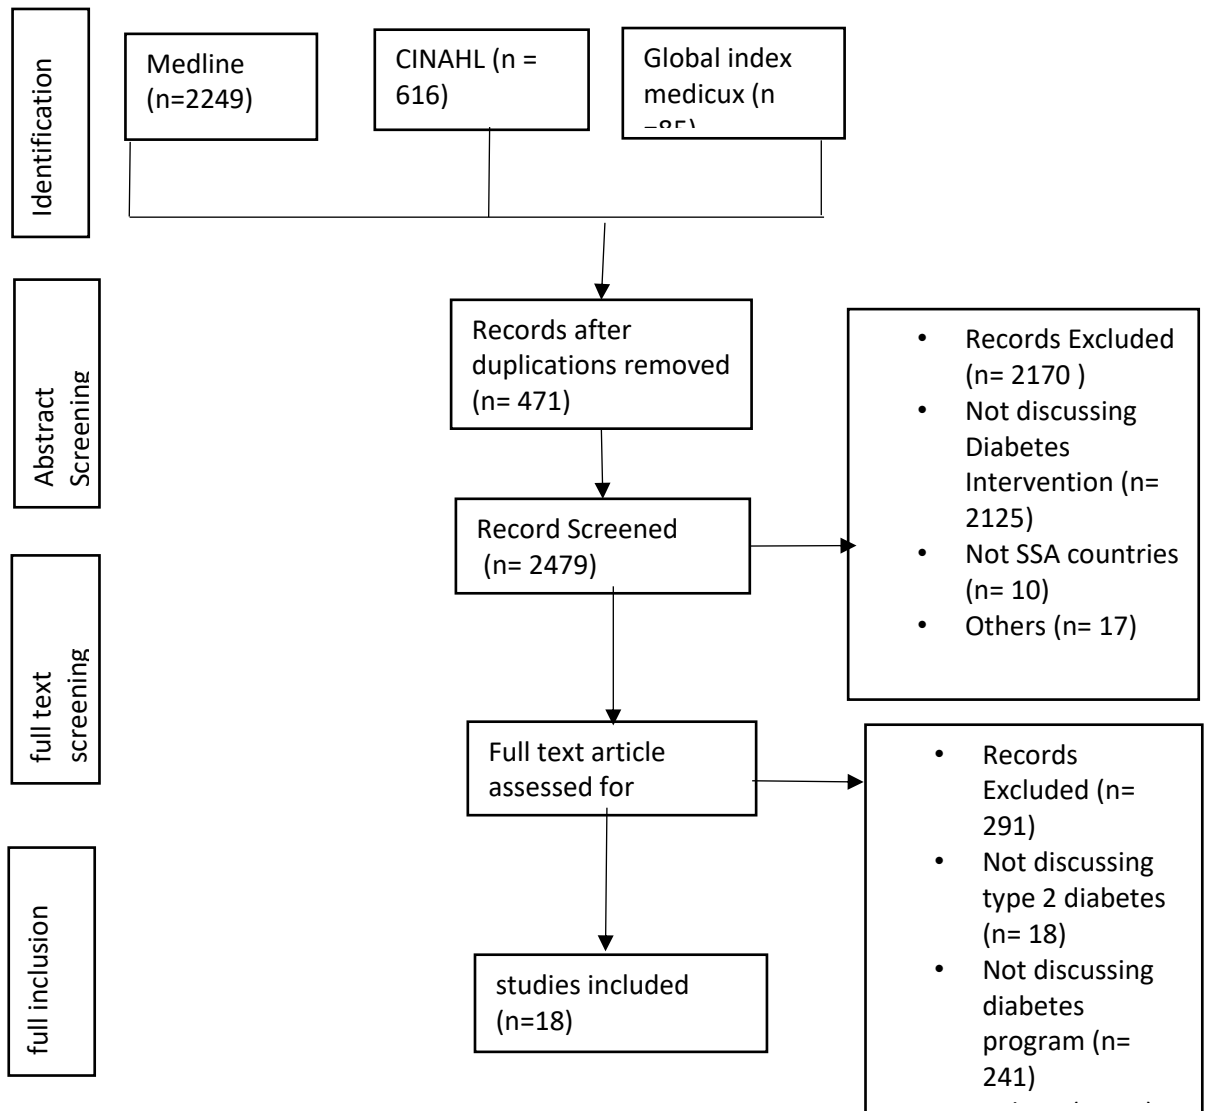 Identification
Medline
(n=2249)
CINAHL (n =
616)
Global index
medicux (n
=85)
Abstract
Screening
Records after
duplications removed
(n= 471)
• Records Excluded
(n= 2170 )
• Not discussing
Diabetes
Intervention (n=
2125)
• Not SSA countries
(n= 10)
• Others (n= 17)
Record Screened
(n= 2479)
full text
screening
Full text article
assessed for
• Records
Excluded (n=
291)
• Not discussing
type 2 diabetes
(n= 18)
• Not discussing
diabetes
program (n=
241)
full inclusion
studies included
(n=18)